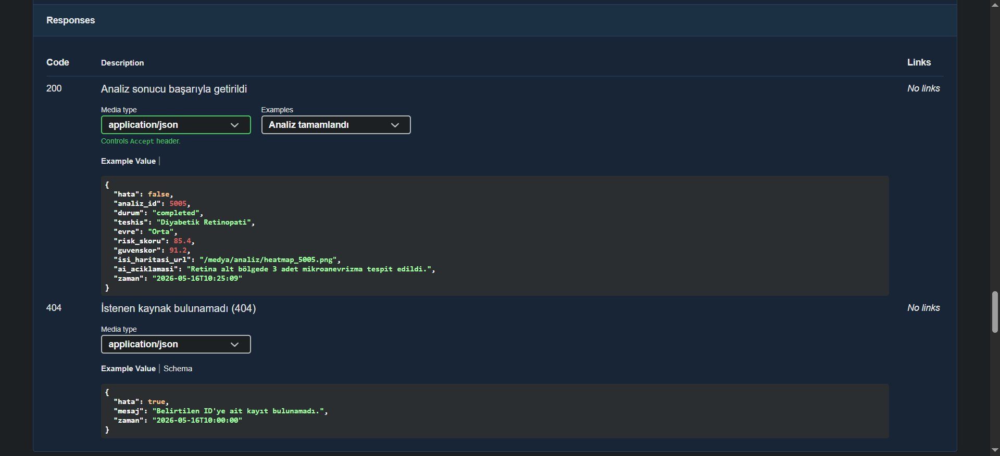 Responses
Code Description Links
200 Analiz sonucu başarıyla getirildi No links
Media type Examples
application/json Analiz tamamlandı
Controls Accept header.
Example Value
{
  "hata": false,
  "analiz_id": 5005,
  "durum": "completed",
  "teshis": "Diyabetik Retinopati",
  "evre": "Orta",
  "risk_skoru": 85.4,
  "guvenskor": 91.2,
  "isi_haritasi_url": "/medya/analiz/heatmap_5005.png",
  "ai_aciklamasi": "Retina alt bölgede 3 adet mikroanevrizma tespit edildi.",
  "zaman": "2026-05-16T10:25:09"
}
404 İstenen kaynak bulunamadı (404) No links
Media type
application/json
Example Value | Schema
{
  "hata": true,
  "mesaj": "Belirtilen ID'ye ait kayıt bulunamadı.",
  "zaman": "2026-05-16T10:00:00"
}